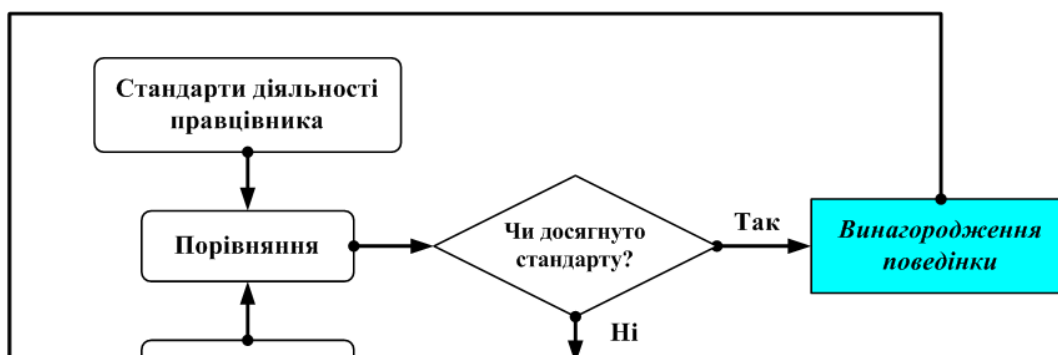 Стандарти діяльності
правцівника
Порівняння
Чи досягнуто
стандарту?
Так
Винагородження
поведінки
Ні